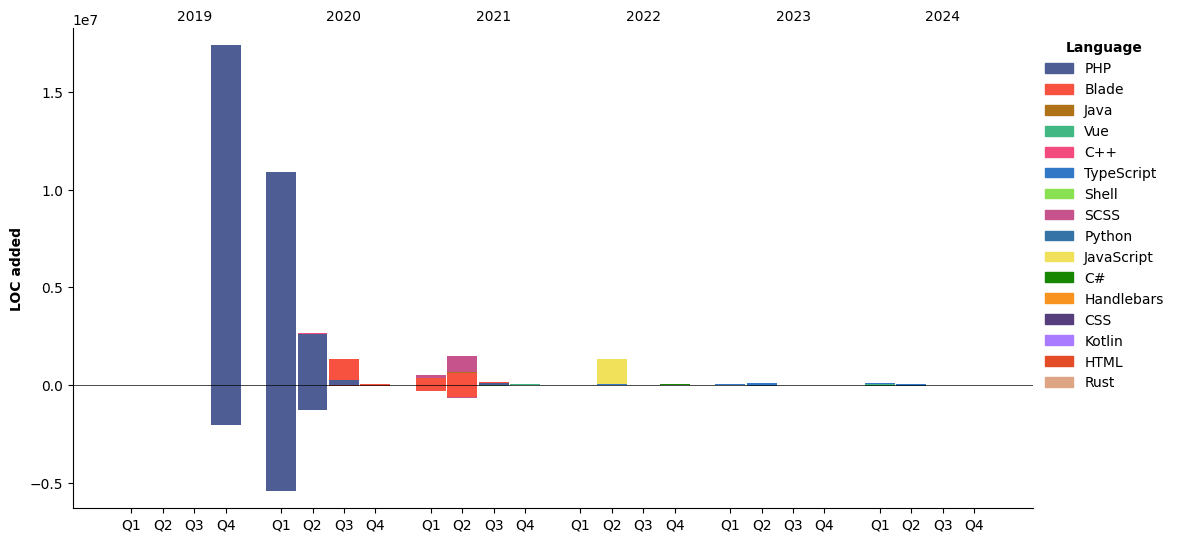 2019 2020 2021 2022 2023 2024
1e7
1.5
1.0
0.5
0.0
−0.5
LOC added
Q1 Q2 Q3 Q4 Q1 Q2 Q3 Q4 Q1 Q2 Q3 Q4 Q1 Q2 Q3 Q4 Q1 Q2 Q3 Q4 Q1 Q2 Q3 Q4
Language
PHP
Blade
Java
Vue
C++
TypeScript
Shell
SCSS
Python
JavaScript
C#
Handlebars
CSS
Kotlin
HTML
Rust